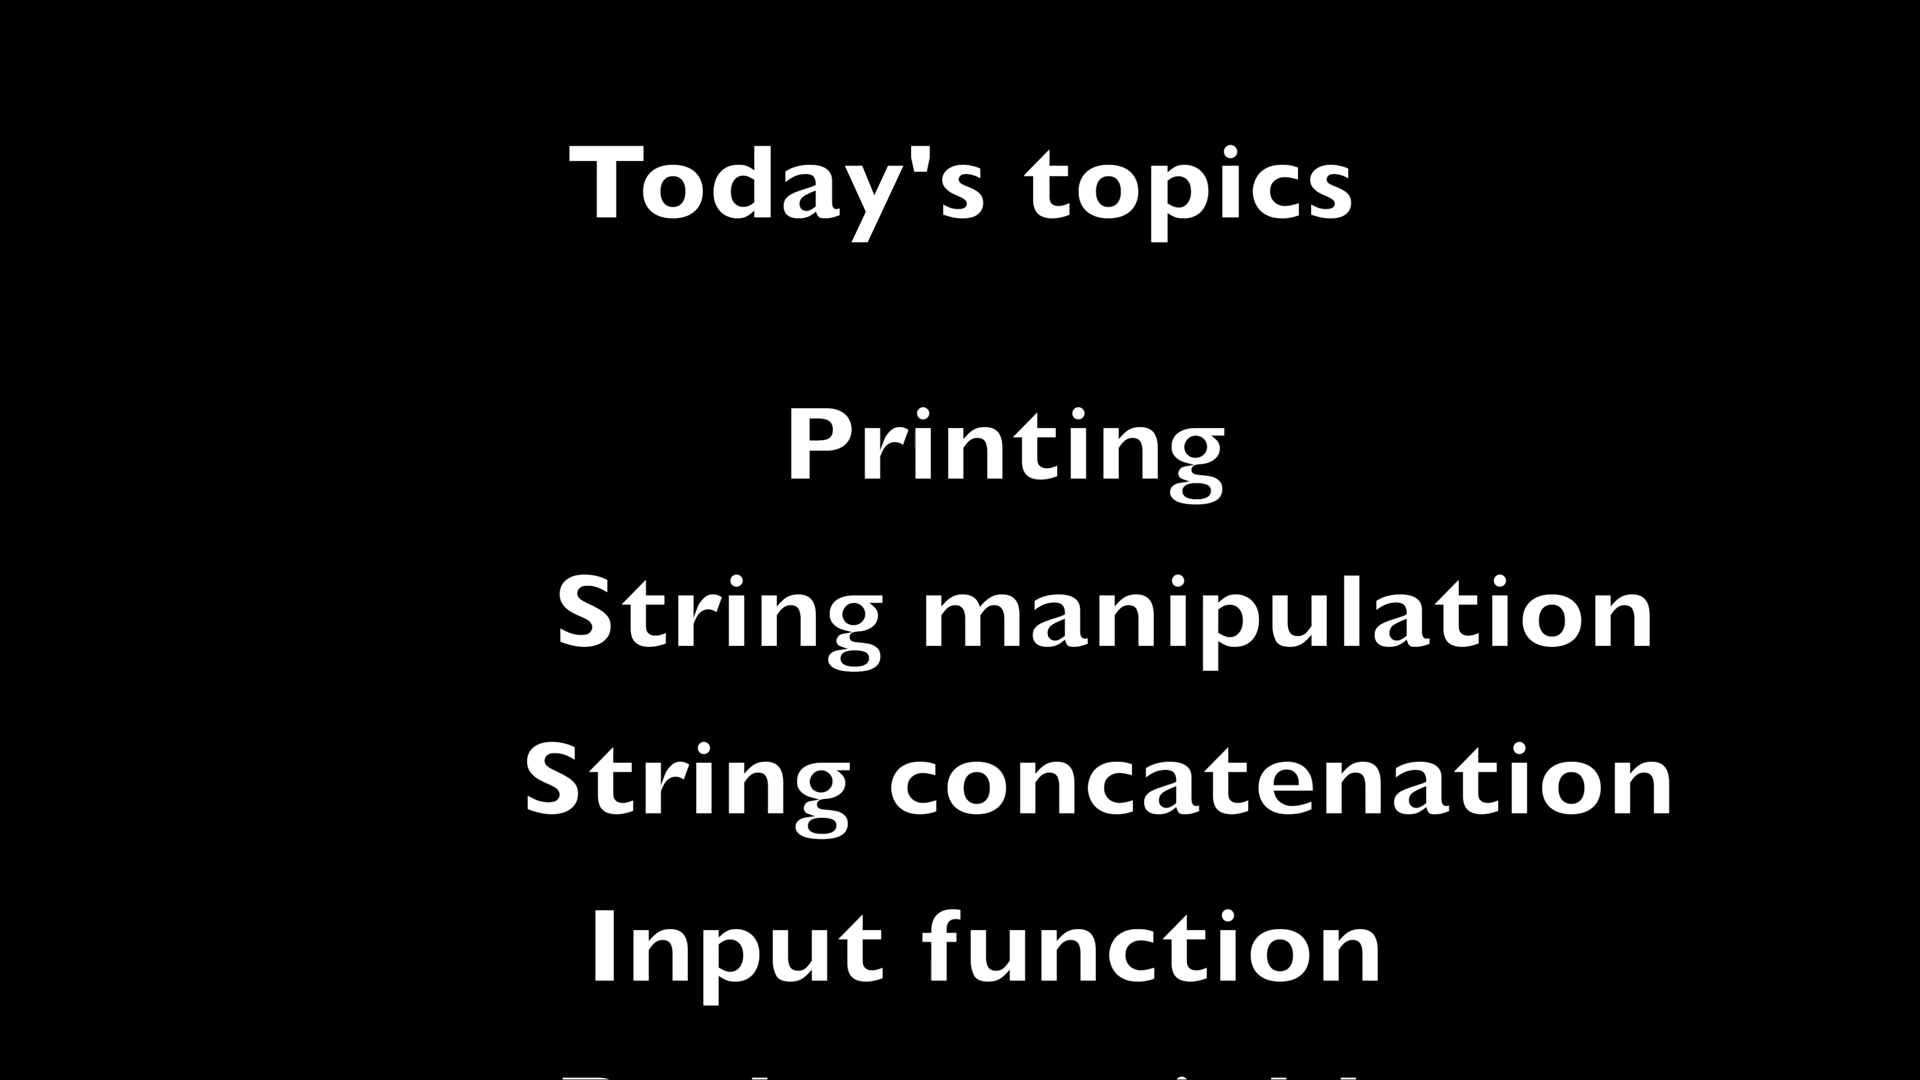 Today's topics
Printing
String manipulation
String concatenation
Input function